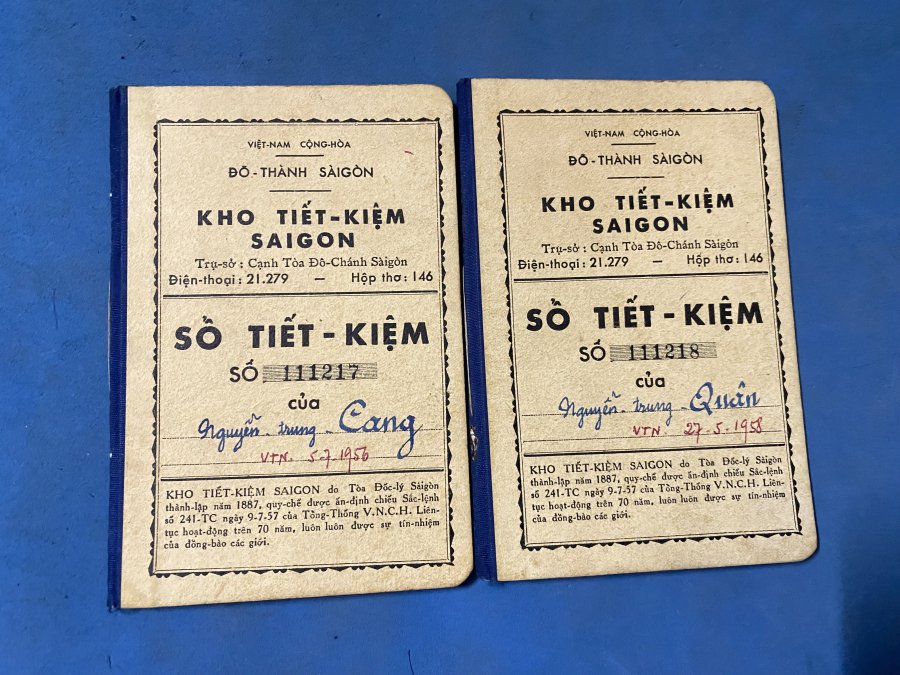 VIỆT-NAM CỘNG-HÒA
ĐÔ-THÀNH SÀIGÒN
KHO TIẾT-KIỆM
SAIGON
Trụ-sở : Cạnh Tòa Đô-Chánh Sàigòn
Điện-thoại : 21.279 — Hộp thơ : 146
SỔ TIẾT-KIỆM
SỐ 111217
của
Nguyễn-trung-Cang
VTN. 5-7-1956
KHO TIẾT-KIỆM SAIGON do Tòa Đốc-lý Sàigòn
thành-lập năm 1887, quy-chế được ấn-định chiếu Sắc-lệnh
số 241-TC ngày 9-7-57 của Tổng-Thống V.N.C.H. Liên-
tục hoạt-động trên 70 năm, luôn luôn được sự tín-nhiệm
của đồng-bào các giới.
VIỆT-NAM CỘNG-HÒA
ĐÔ-THÀNH SÀIGÒN
KHO TIẾT-KIỆM
SAIGON
Trụ-sở : Cạnh Tòa Đô-Chánh Sàigòn
Điện-thoại : 21.279 — Hộp thơ : 146
SỔ TIẾT-KIỆM
SỐ 111218
của
Nguyễn-trung-Quân
VTN. 27-5-1958
KHO TIẾT-KIỆM SAIGON do Tòa Đốc-lý Sàigòn
thành-lập năm 1887, quy-chế được ấn-định chiếu Sắc-lệnh
số 241-TC ngày 9-7-57 của Tổng-Thống V.N.C.H. Liên-
tục hoạt-động trên 70 năm, luôn luôn được sự tín-nhiệm
của đồng-bào các giới.